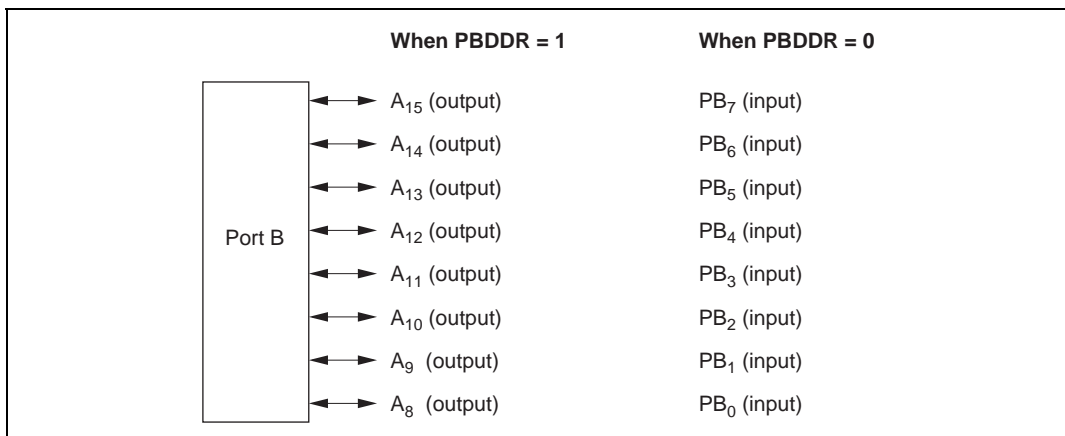 When PBDDR = 1 When PBDDR = 0
A15 (output) PB7 (input)
A14 (output) PB6 (input)
A13 (output) PB5 (input)
Port B A12 (output) PB4 (input)
A11 (output) PB3 (input)
A10 (output) PB2 (input)
A9 (output) PB1 (input)
A8 (output) PB0 (input)